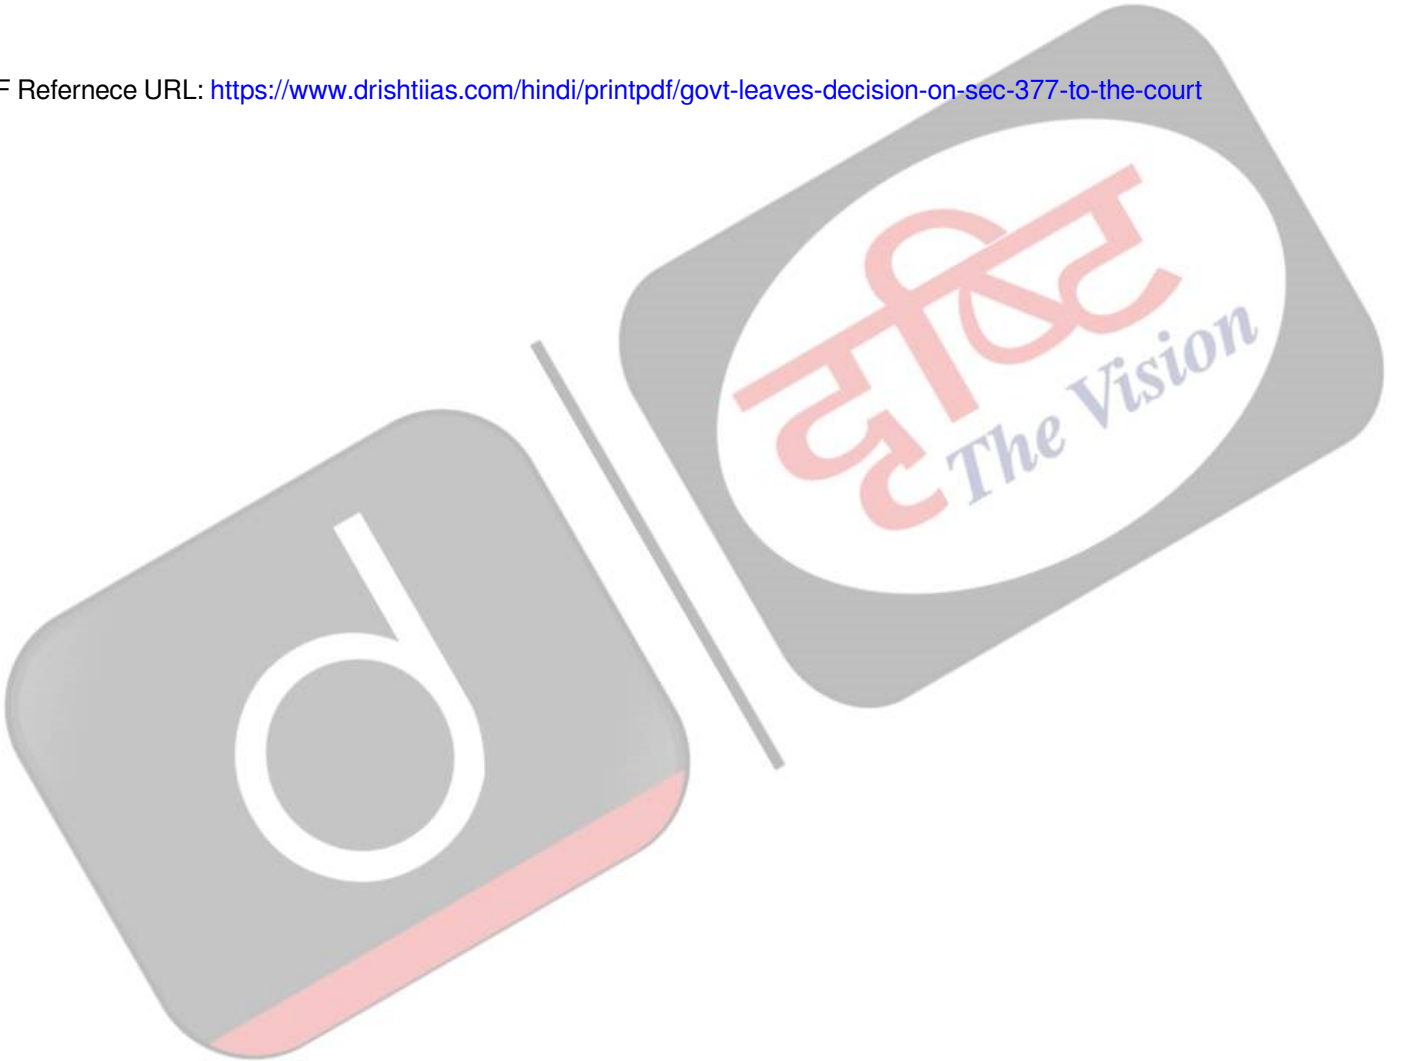 F Refernece URL: https://www.drishtiias.com/hindi/printpdf/govt-leaves-decision-on-sec-377-to-the-court
दृष्टि
The Vision
d